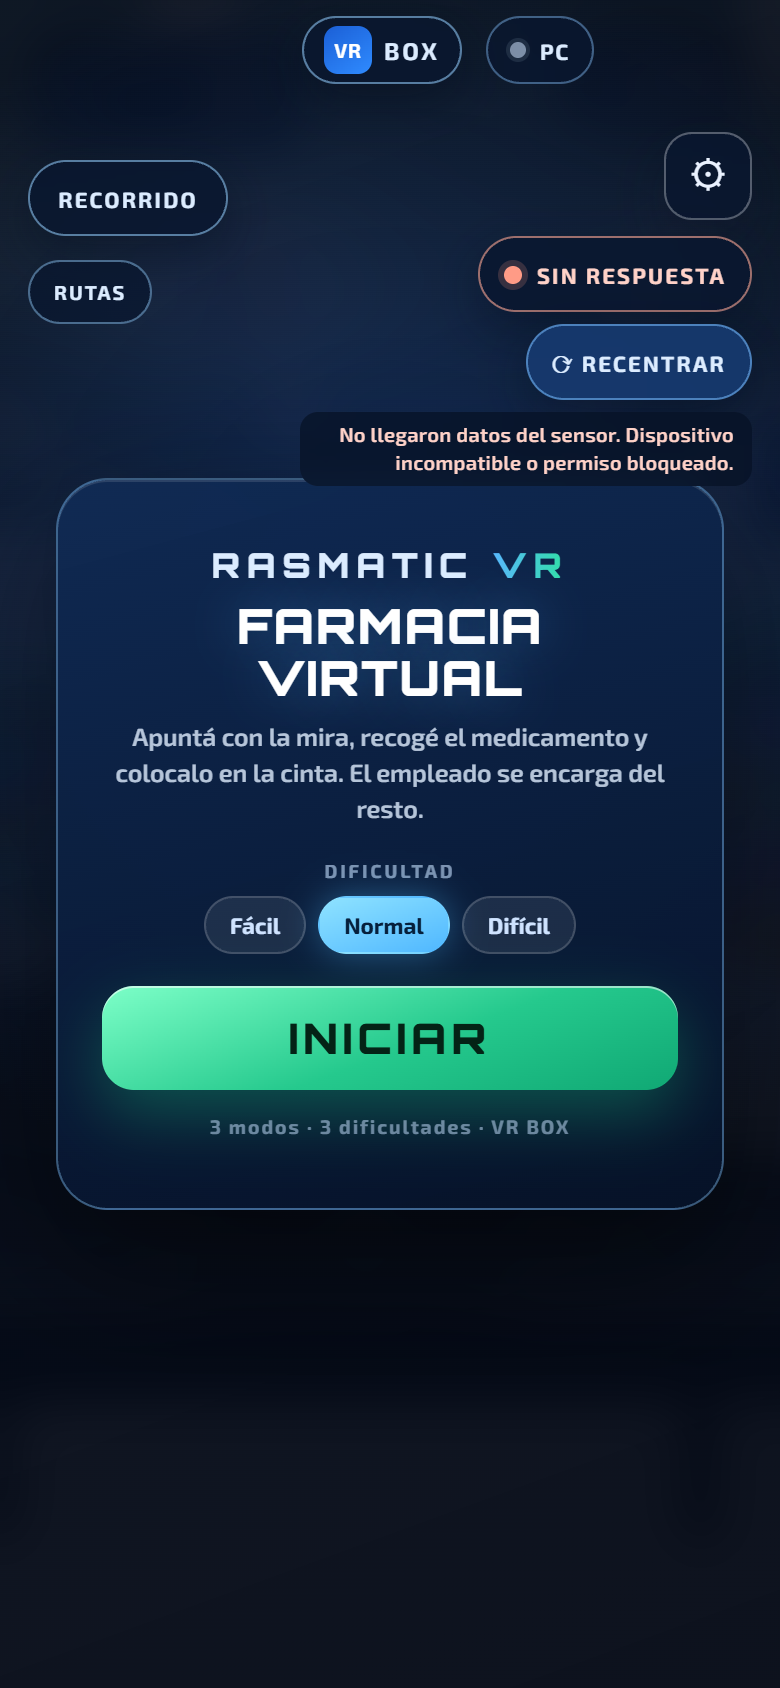 VR BOX
PC
RECORRIDO
RUTAS
SIN RESPUESTA
⟳ RECENTRAR
No llegaron datos del sensor. Dispositivo
incompatible o permiso bloqueado.
RASMATIC VR
FARMACIA
VIRTUAL
Apuntá con la mira, recogé el medicamento y
colocalo en la cinta. El empleado se encarga del
resto.
DIFICULTAD
Fácil
Normal
Difícil
INICIAR
3 modos · 3 dificultades · VR BOX